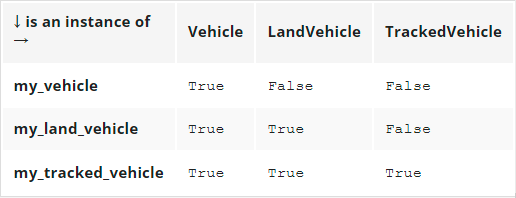 ↓ is an instance of → Vehicle LandVehicle TrackedVehicle
my_vehicle True False False
my_land_vehicle True True False
my_tracked_vehicle True True True